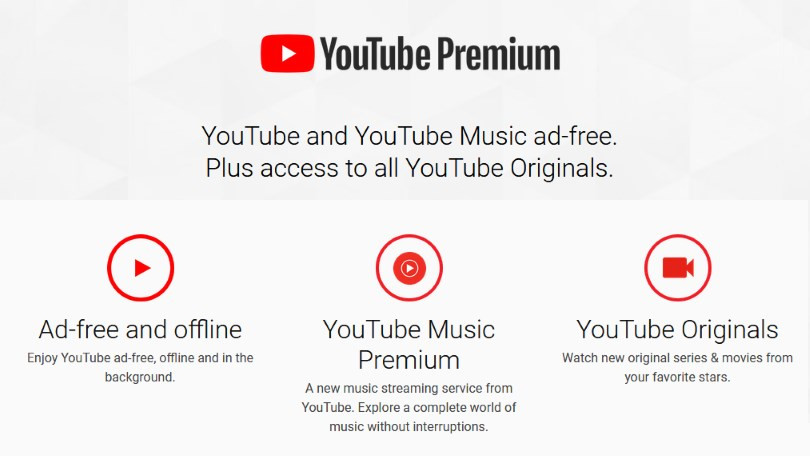 YouTube Premium
YouTube and YouTube Music ad-free.
Plus access to all YouTube Originals.
Ad-free and offline
Enjoy YouTube ad-free, offline and in the
background.
YouTube Music
Premium
A new music streaming service from
YouTube. Explore a complete world of
music without interruptions.
YouTube Originals
Watch new original series & movies from
your favorite stars.